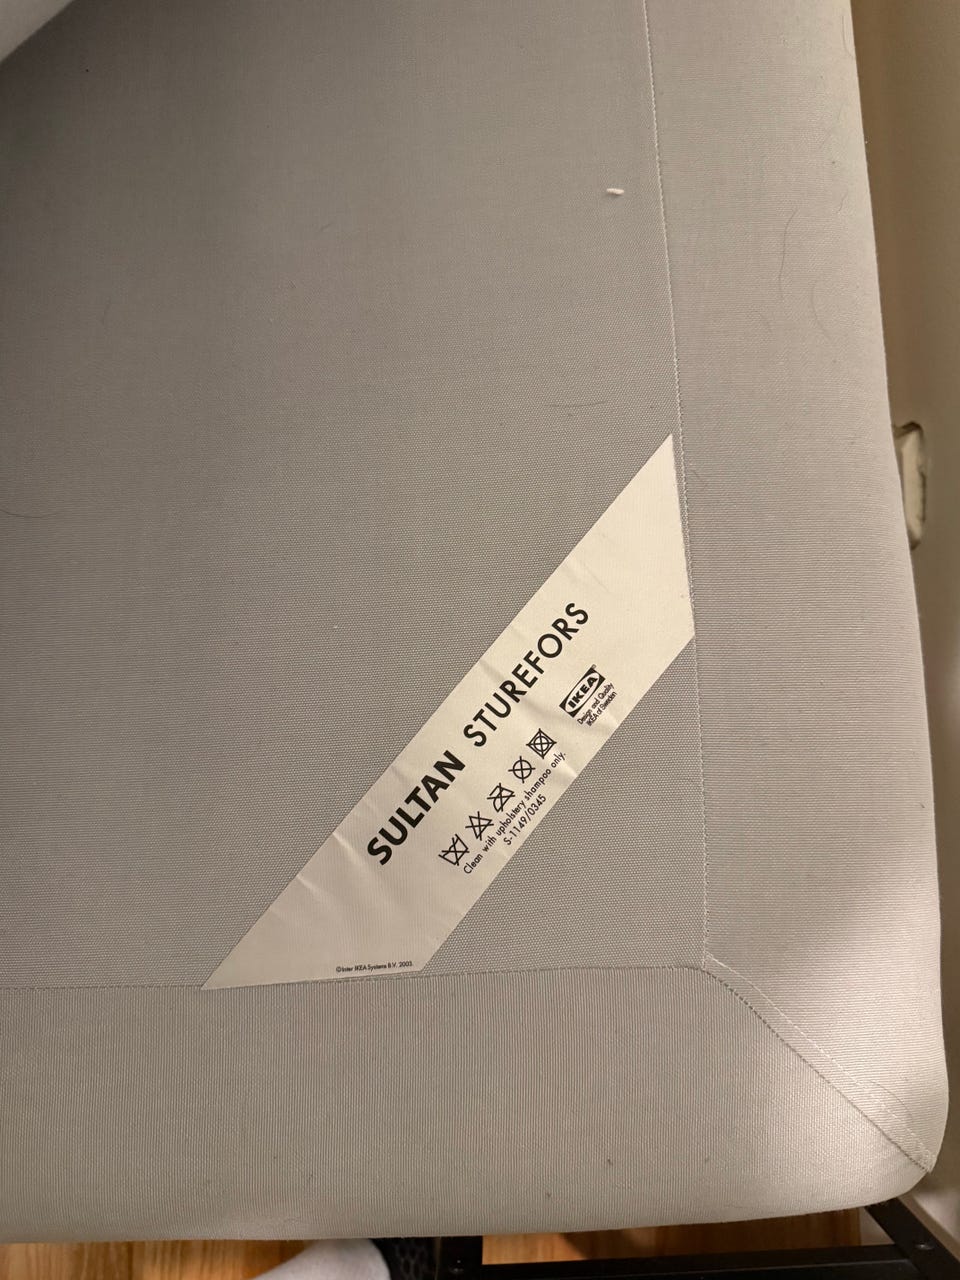 SULTAN STUREFORS
IKEA®
Design and Quality
IKEA of Sweden
Clean with upholstery shampoo only.
S-1149/0345
©Inter IKEA Systems B.V. 2003.